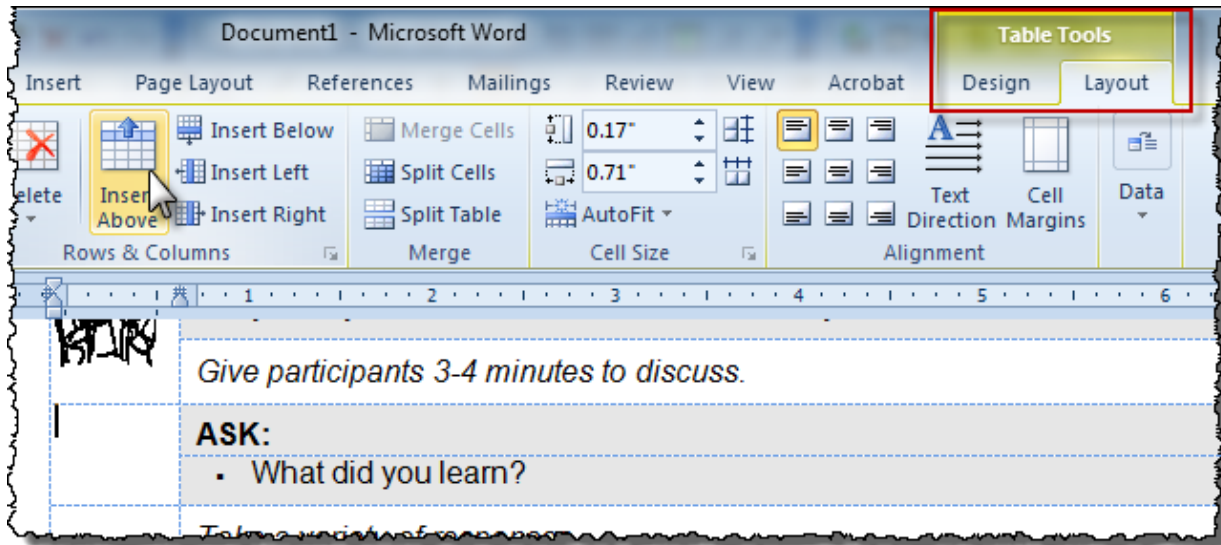 Document1 - Microsoft Word
Table Tools
Insert Page Layout References Mailings Review View Acrobat Design Layout
Insert Below Merge Cells 0.17"
Insert Left Split Cells 0.71"
Insert Above
Insert Right Split Table AutoFit
Text Direction
Cell Margins
Data
Rows & Columns Merge Cell Size Alignment
1 2 3 4 5 6
Give participants 3-4 minutes to discuss.
ASK:
▪ What did you learn?